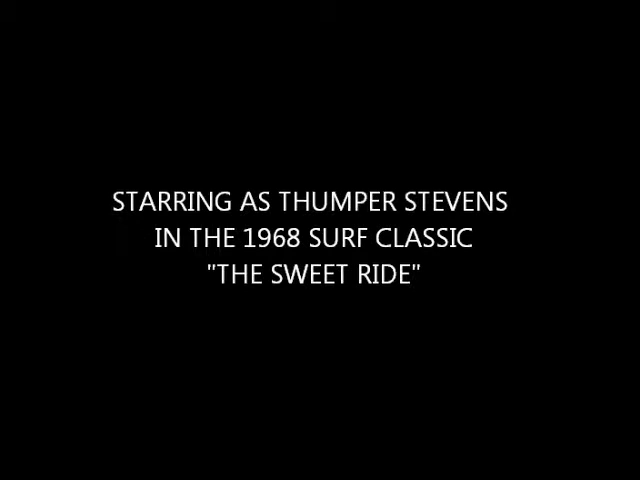 STARRING AS THUMPER STEVENS
IN THE 1968 SURF CLASSIC
"THE SWEET RIDE"